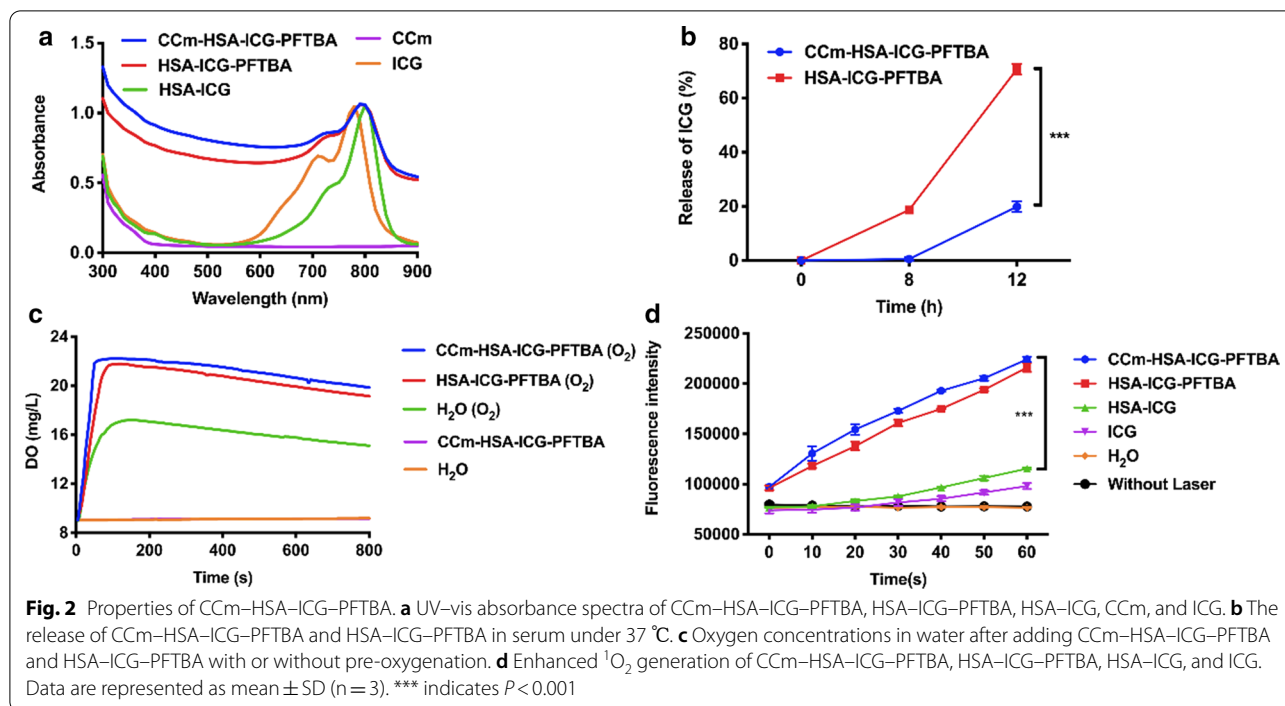 a
CCm-HSA-ICG-PFTBA
HSA-ICG-PFTBA
HSA-ICG
CCm
ICG
1.5
1.0
0.5
0.0
Absorbance
300 400 500 600 700 800 900
Wavelength (nm)
b
CCm-HSA-ICG-PFTBA
HSA-ICG-PFTBA
80
60
40
20
0
Release of ICG (%)
***
0 8 12
Time (h)
c
24
20
16
12
8
DO (mg/L)
0 200 400 600 800
Time (s)
CCm-HSA-ICG-PFTBA (O₂)
HSA-ICG-PFTBA (O₂)
H₂O (O₂)
CCm-HSA-ICG-PFTBA
H₂O
d
250000
200000
150000
100000
50000
Fluorescence intensity
***
0 10 20 30 40 50 60
Time(s)
CCm-HSA-ICG-PFTBA
HSA-ICG-PFTBA
HSA-ICG
ICG
H₂O
Without Laser
Fig. 2 Properties of CCm–HSA–ICG–PFTBA. a UV–vis absorbance spectra of CCm–HSA–ICG–PFTBA, HSA–ICG–PFTBA, HSA–ICG, CCm, and ICG. b The
release of CCm–HSA–ICG–PFTBA and HSA–ICG–PFTBA in serum under 37 ℃. c Oxygen concentrations in water after adding CCm–HSA–ICG–PFTBA
and HSA–ICG–PFTBA with or without pre-oxygenation. d Enhanced ¹O₂ generation of CCm–HSA–ICG–PFTBA, HSA–ICG–PFTBA, HSA–ICG, and ICG.
Data are represented as mean ± SD (n = 3). *** indicates P < 0.001